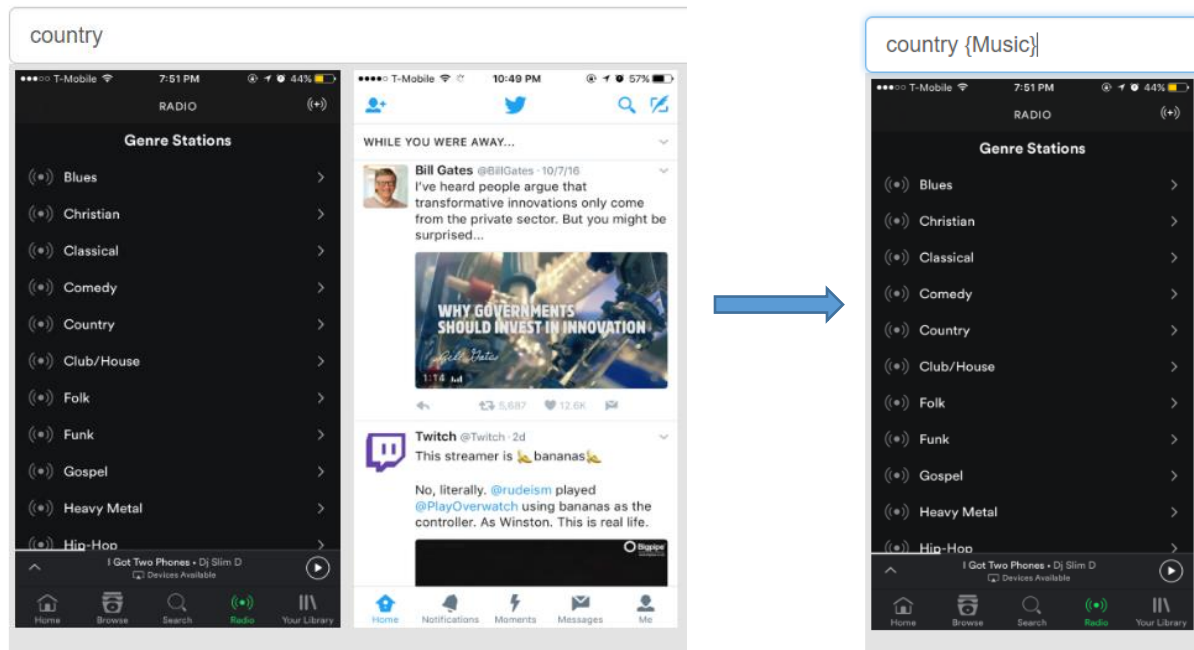 country
T-Mobile 7:51 PM 44%
RADIO
Genre Stations
Blues
Christian
Classical
Comedy
Country
Club/House
Folk
Funk
Gospel
Heavy Metal
Hip-Hop
I Got Two Phones • Dj Slim D
Devices Available
Home Browse Search Radio Your Library
T-Mobile 10:49 PM 57%
WHILE YOU WERE AWAY...
Bill Gates @BillGates · 10/7/16
I've heard people argue that
transformative innovations only come
from the private sector. But you might be
surprised...
WHY GOVERNMENTS
SHOULD INVEST IN INNOVATION
Bill Gates
1:14
5,687 12.6K
Twitch @Twitch · 2d
This streamer is 🍌 bananas 🍌
No, literally. @rudeism played
@PlayOverwatch using bananas as the
controller. As Winston. This is real life.
Bigpipe
Home Notifications Moments Messages Me
country {Music}
T-Mobile 7:51 PM 44%
RADIO
Genre Stations
Blues
Christian
Classical
Comedy
Country
Club/House
Folk
Funk
Gospel
Heavy Metal
Hip-Hop
I Got Two Phones • Dj Slim D
Devices Available
Home Browse Search Radio Your Library